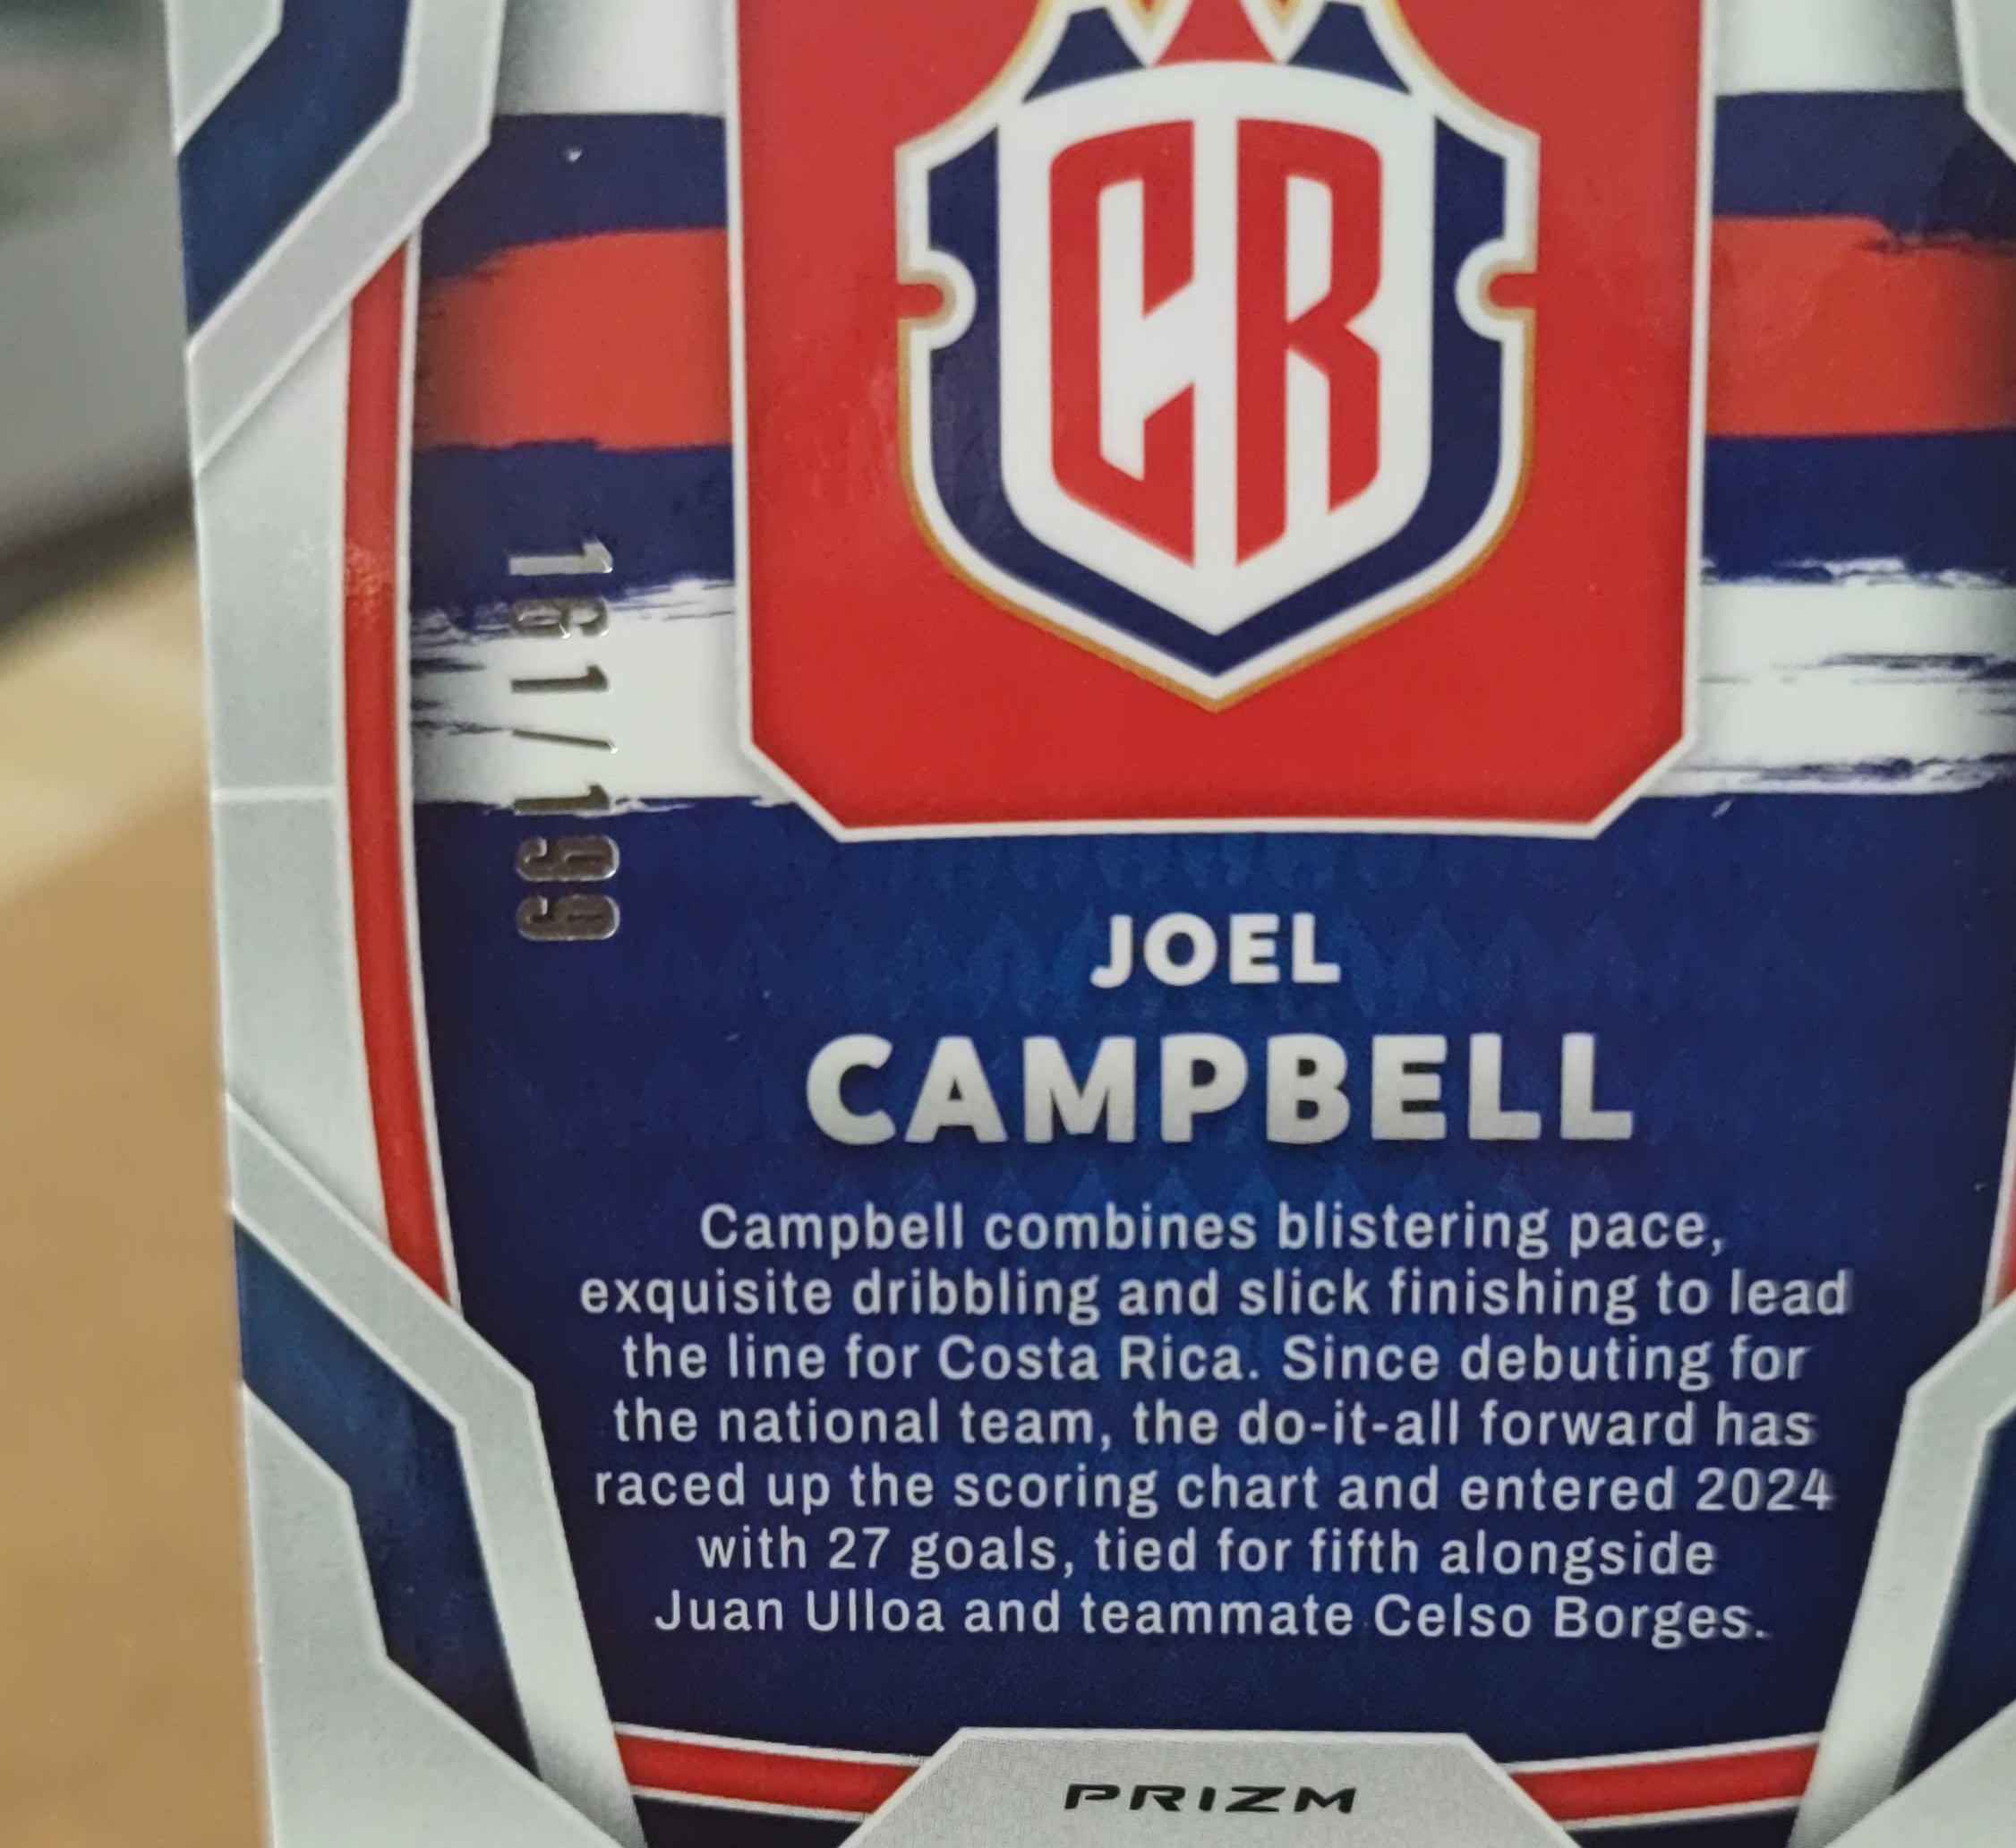 CR
161/199
JOEL
CAMPBELL
Campbell combines blistering pace,
exquisite dribbling and slick finishing to lead
the line for Costa Rica. Since debuting for
the national team, the do-it-all forward has
raced up the scoring chart and entered 2024
with 27 goals, tied for fifth alongside
Juan Ulloa and teammate Celso Borges.
PRIZM